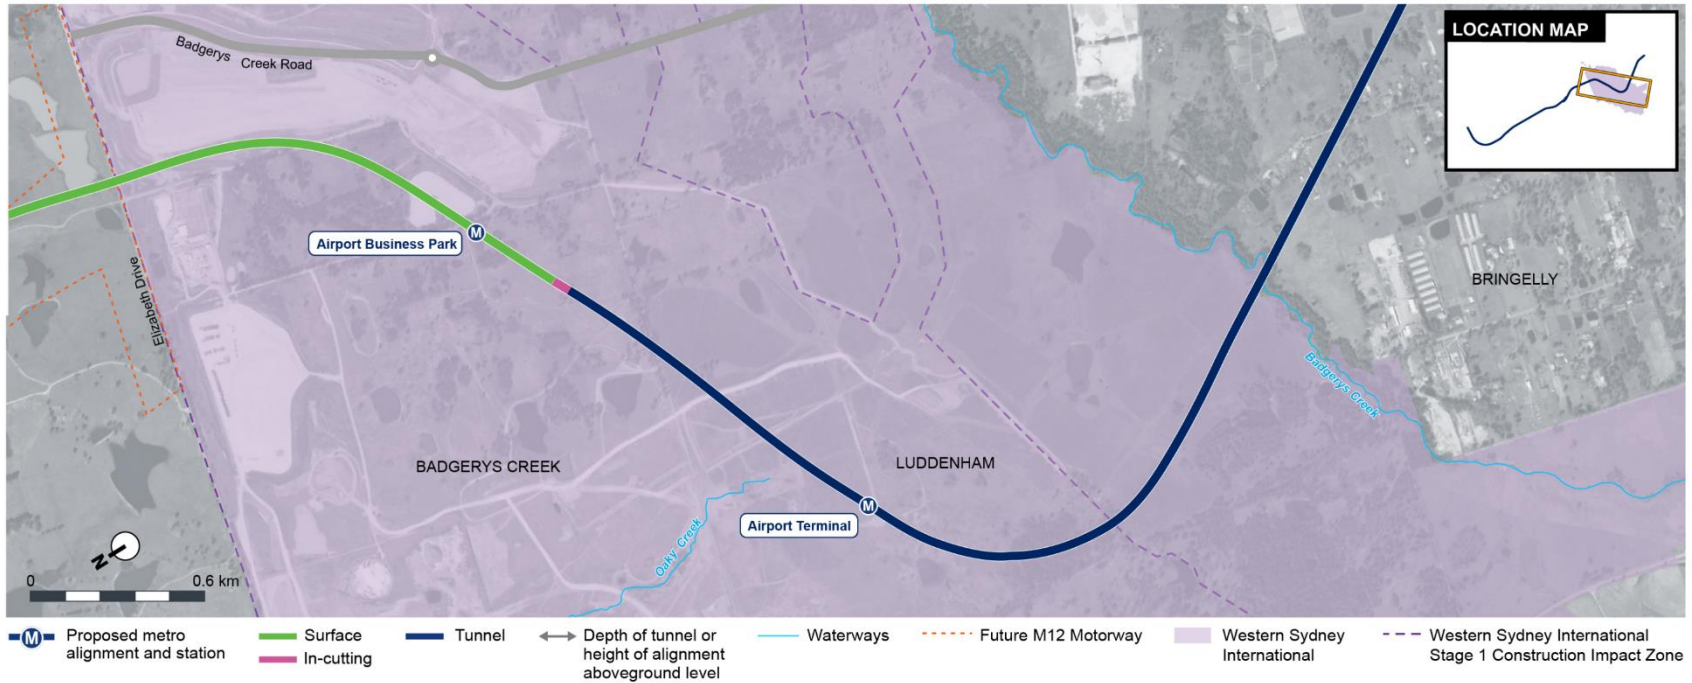 LOCATION MAP
Badgerys Creek Road
Airport Business Park
Elizabeth Drive
BRINGELLY
Badgerys Creek
BADGERYS CREEK
LUDDENHAM
Airport Terminal
Oaky Creek
N
0 0.6 km
M Proposed metro
alignment and station
Surface
In-cutting
Tunnel
Depth of tunnel or
height of alignment
aboveground level
Waterways
Future M12 Motorway
Western Sydney
International
Western Sydney International
Stage 1 Construction Impact Zone
M
M